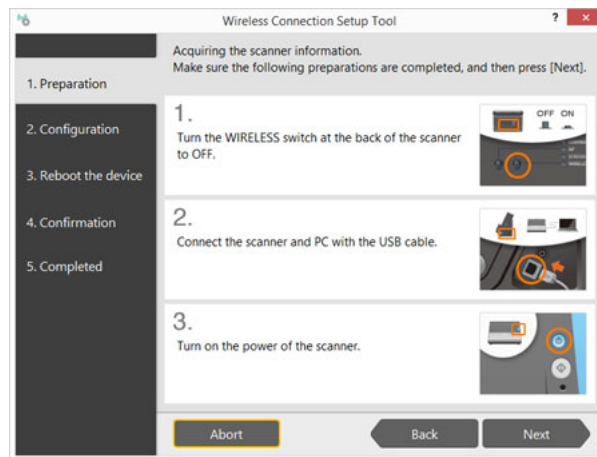 Wireless Connection Setup Tool
?
×
Acquiring the scanner information.
Make sure the following preparations are completed, and then press [Next].
1. Preparation
2. Configuration
3. Reboot the device
4. Confirmation
5. Completed
1.
Turn the WIRELESS switch at the back of the scanner
to OFF.
OFF ON
2.
Connect the scanner and PC with the USB cable.
3.
Turn on the power of the scanner.
Abort
Back
Next